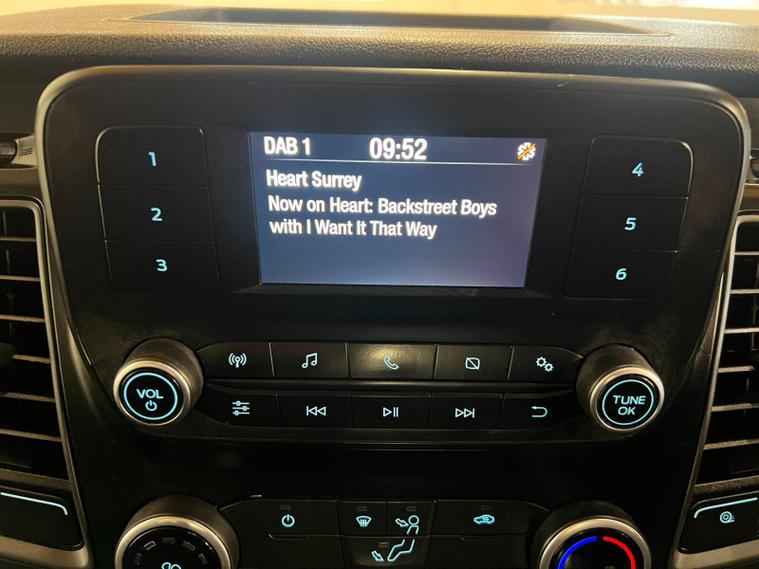 DAB 1 09:52
Heart Surrey
Now on Heart: Backstreet Boys
with I Want It That Way
1
2
3
4
5
6
VOL
TUNE
OK